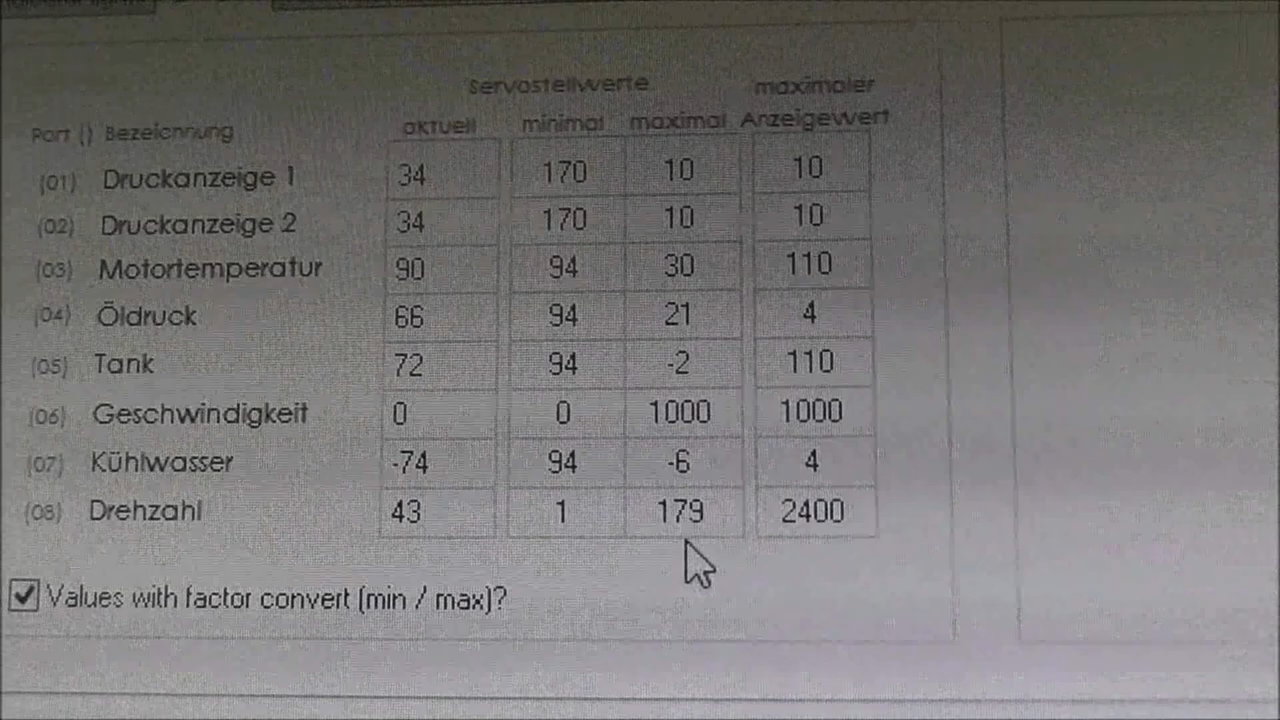 Servostellwerte maximaler
Port () Bezeichnung aktuell minimal maximal Anzeigewert
(01) Druckanzeige 1 34 170 10 10
(02) Druckanzeige 2 34 170 10 10
(03) Motortemperatur 90 94 30 110
(04) Öldruck 66 94 21 4
(05) Tank 72 94 -2 110
(06) Geschwindigkeit 0 0 1000 1000
(07) Kühlwasser -74 94 -6 4
(08) Drehzahl 43 1 179 2400
Values with factor convert (min / max)?